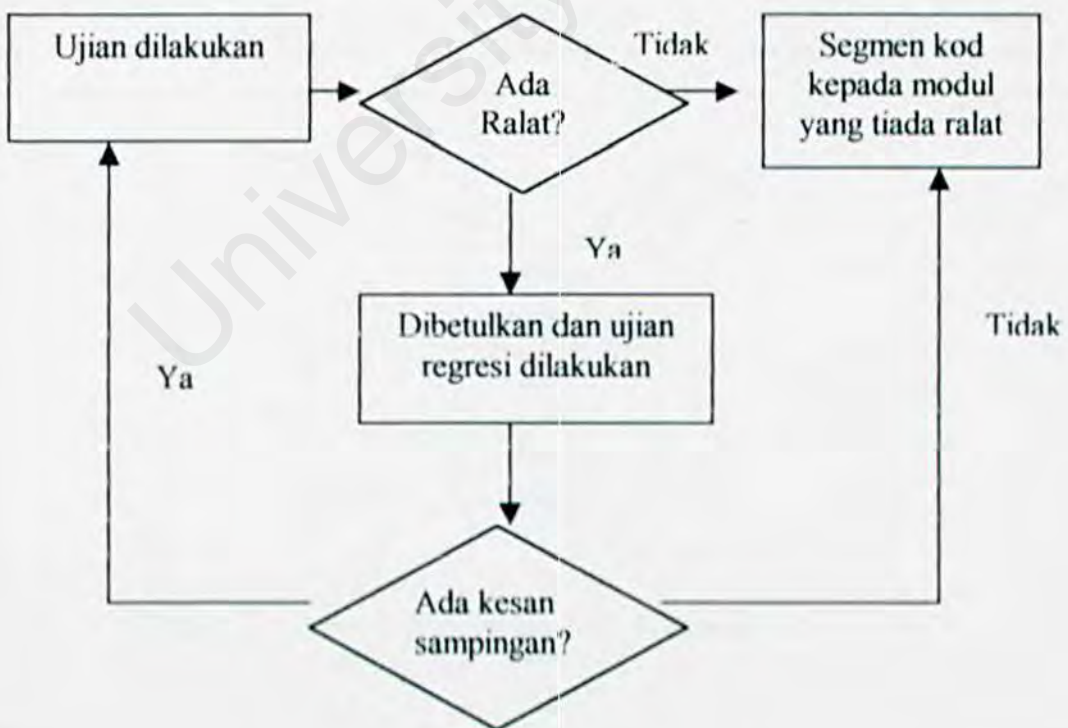 Ujian dilakukan
Ada
Ralat?
Tidak
Segmen kod
kepada modul
yang tiada ralat
Ya
Dibetulkan dan ujian
regresi dilakukan
Tidak
Ya
Ada kesan
sampingan?
University